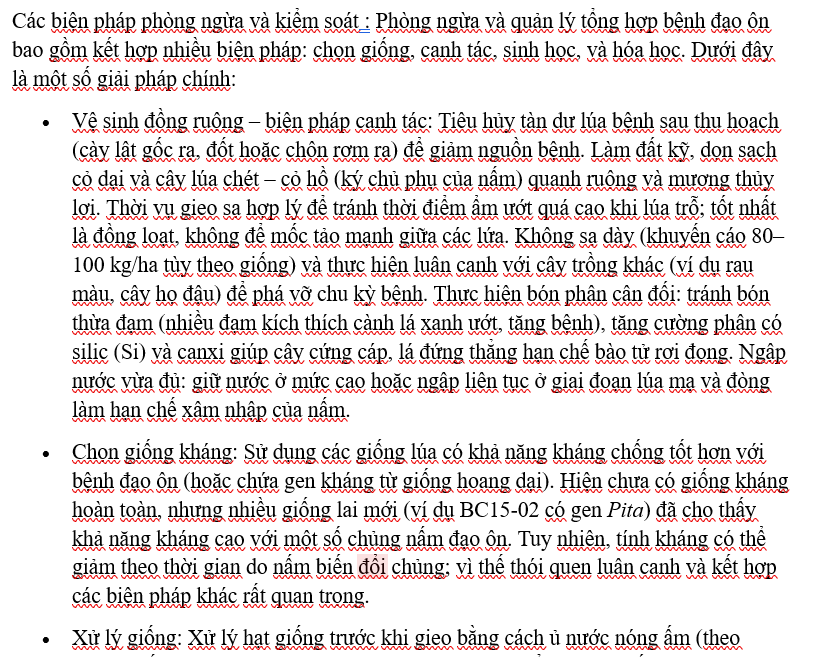 Các biện pháp phòng ngừa và kiểm soát : Phòng ngừa và quản lý tổng hợp bệnh đạo ôn
bao gồm kết hợp nhiều biện pháp: chọn giống, canh tác, sinh học, và hóa học. Dưới đây
là một số giải pháp chính:
• Vệ sinh đồng ruộng – biện pháp canh tác: Tiêu hủy tàn dư lúa bệnh sau thu hoạch
(cày lật gốc rạ, đốt hoặc chôn rơm rạ) để giảm nguồn bệnh. Làm đất kỹ, dọn sạch
cỏ dại và cây lúa chét – cỏ hồ (ký chủ phụ của nấm) quanh ruộng và mương thủy
lợi. Thời vụ gieo sạ hợp lý để tránh thời điểm ẩm ướt quá cao khi lúa trỗ; tốt nhất
là đồng loạt, không để mốc tảo mạnh giữa các lứa. Không sạ dày (khuyến cáo 80–
100 kg/ha tùy theo giống) và thực hiện luân canh với cây trồng khác (ví dụ rau
màu, cây họ đậu) để phá vỡ chu kỳ bệnh. Thực hiện bón phân cân đối: tránh bón
thừa đạm (nhiều đạm kích thích cành lá xanh ướt, tăng bệnh), tăng cường phân có
silic (Si) và canxi giúp cây cứng cáp, lá đứng thẳng hạn chế bào tử rơi đọng. Ngập
nước vừa đủ: giữ nước ở mức cao hoặc ngập liên tục ở giai đoạn lúa mạ và đòng
làm hạn chế xâm nhập của nấm.
• Chọn giống kháng: Sử dụng các giống lúa có khả năng kháng chống tốt hơn với
bệnh đạo ôn (hoặc chứa gen kháng từ giống hoang dại). Hiện chưa có giống kháng
hoàn toàn, nhưng nhiều giống lai mới (ví dụ BC15-02 có gen Pita) đã cho thấy
khả năng kháng cao với một số chủng nấm đạo ôn. Tuy nhiên, tính kháng có thể
giảm theo thời gian do nấm biến đổi chủng; vì thế thói quen luân canh và kết hợp
các biện pháp khác rất quan trọng.
• Xử lý giống: Xử lý hạt giống trước khi gieo bằng cách ủ nước nóng ấm (theo